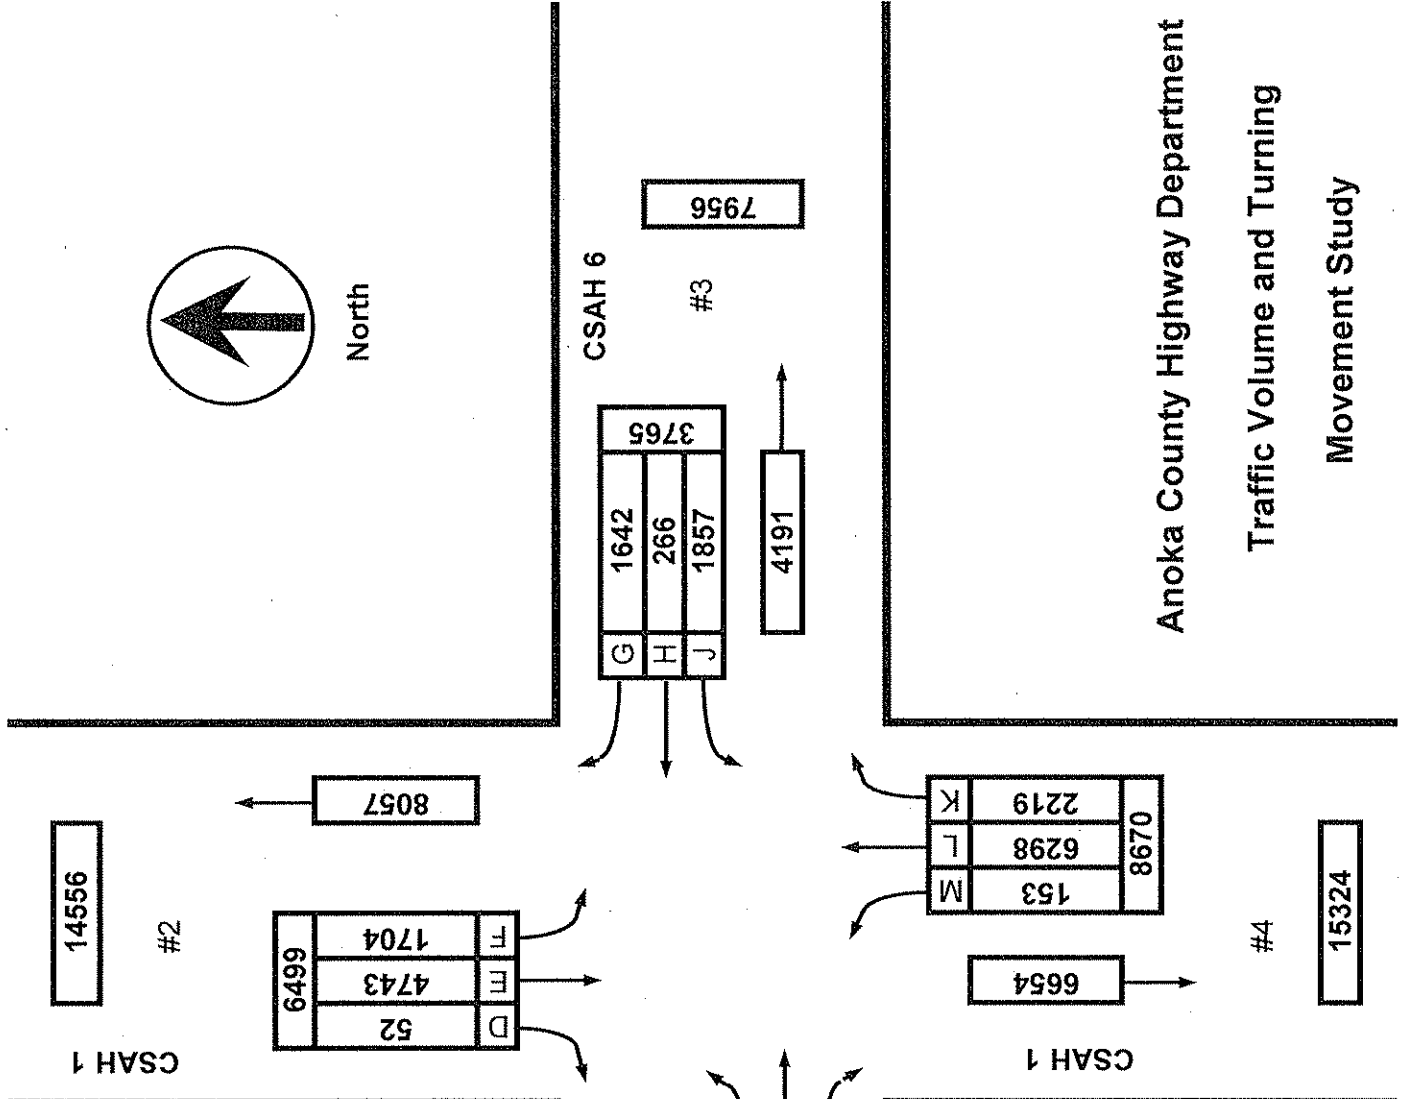 14556
#2
CSAH 1
8057
6499
52
4743
1704
D
E
F
North
CSAH 6
#3
7956
3765
G
1642
H
266
J
1857
4191
M
L
K
153
6298
2219
8670
6654
#4
15324
CSAH 1
Anoka County Highway Department
Traffic Volume and Turning
Movement Study